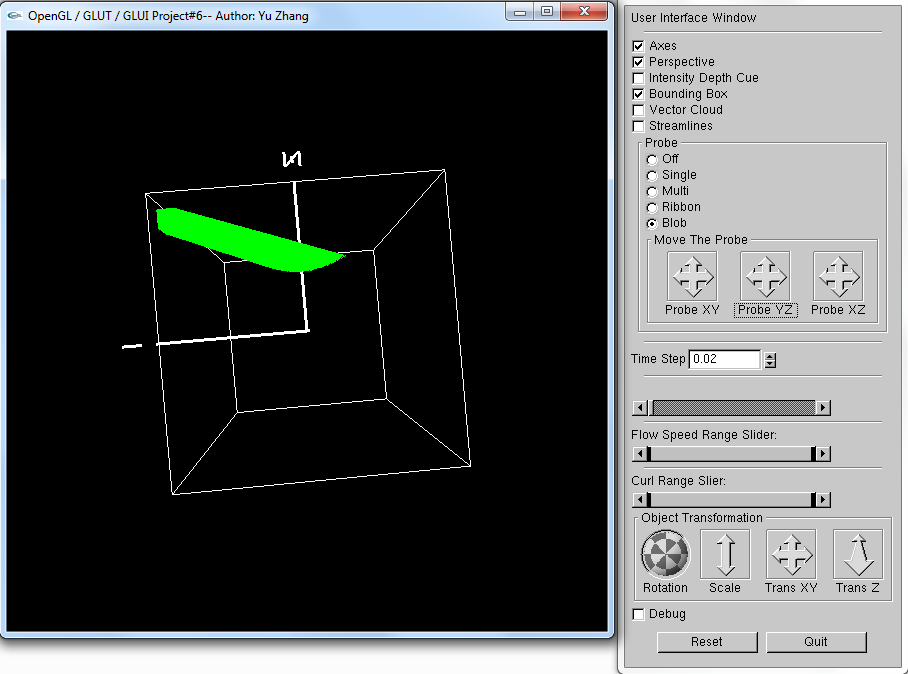 OpenGL / GLUT / GLUI Project#6-- Author: Yu Zhang
User Interface Window
Axes
Perspective
Intensity Depth Cue
Bounding Box
Vector Cloud
Streamlines
Probe
Off
Single
Multi
Ribbon
Blob
Move The Probe
Probe XY Probe YZ Probe XZ
Time Step 0.02
Flow Speed Range Slider:
Curl Range Slier:
Object Transformation
Rotation Scale Trans XY Trans Z
Debug
Reset Quit